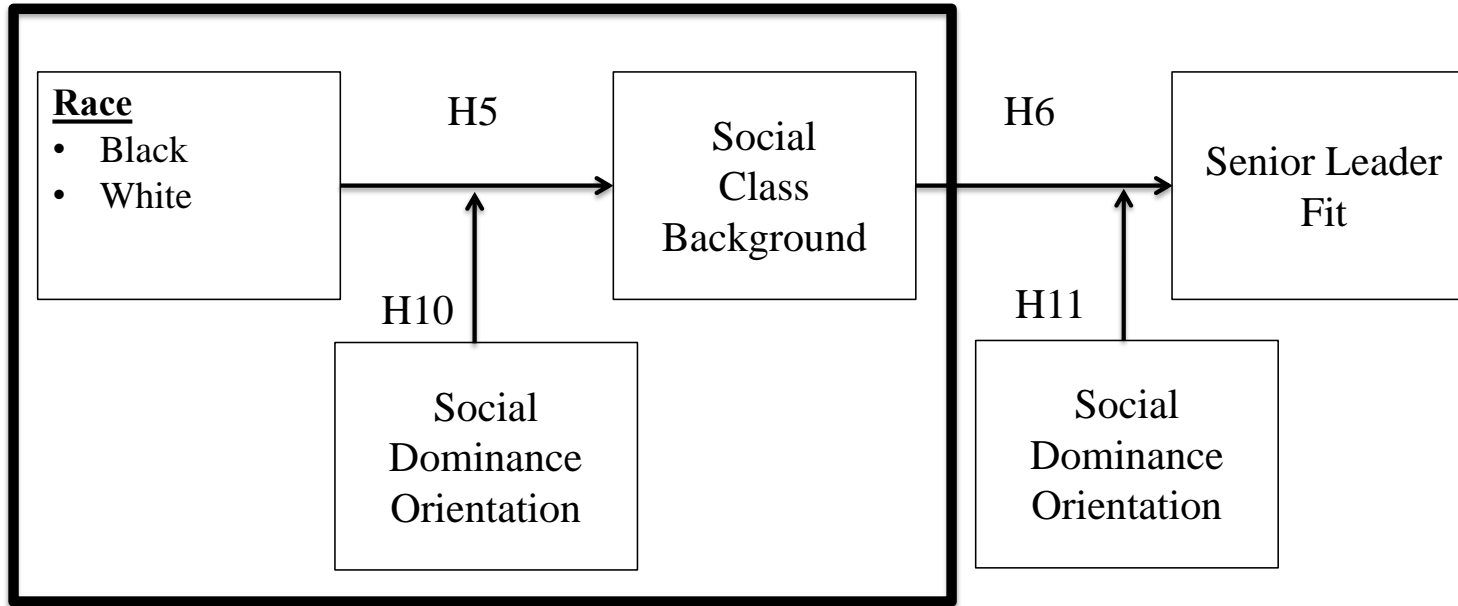 Race
• Black
• White
H5
Social
Class
Background
H6
Senior Leader
Fit
H10
Social
Dominance
Orientation
H11
Social
Dominance
Orientation